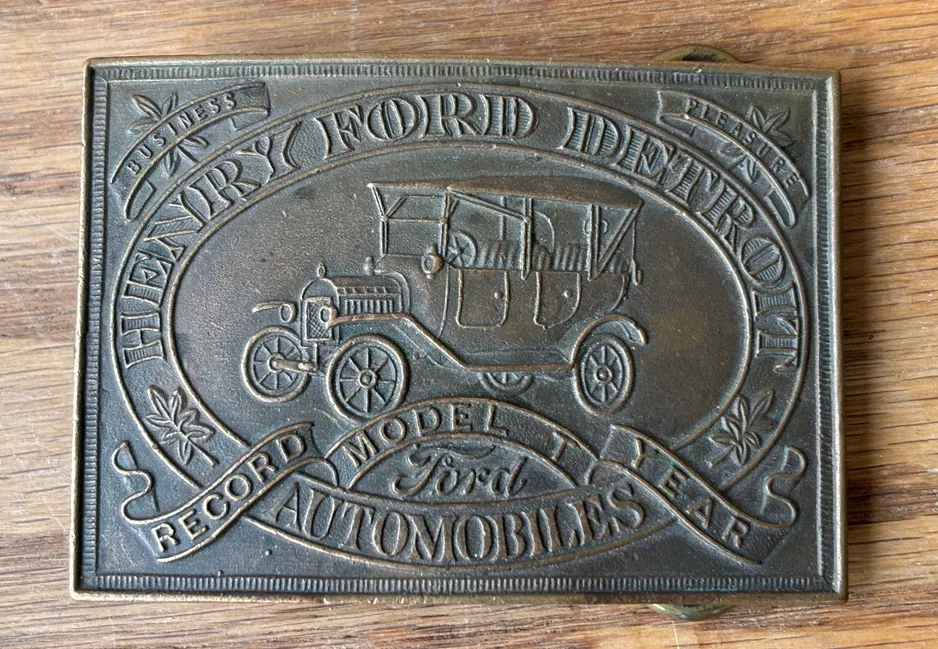 BUSINESS
PLEASURE
HENRY FORD DETROIT
RECORD
MODEL T
YEAR
Ford
AUTOMOBILES